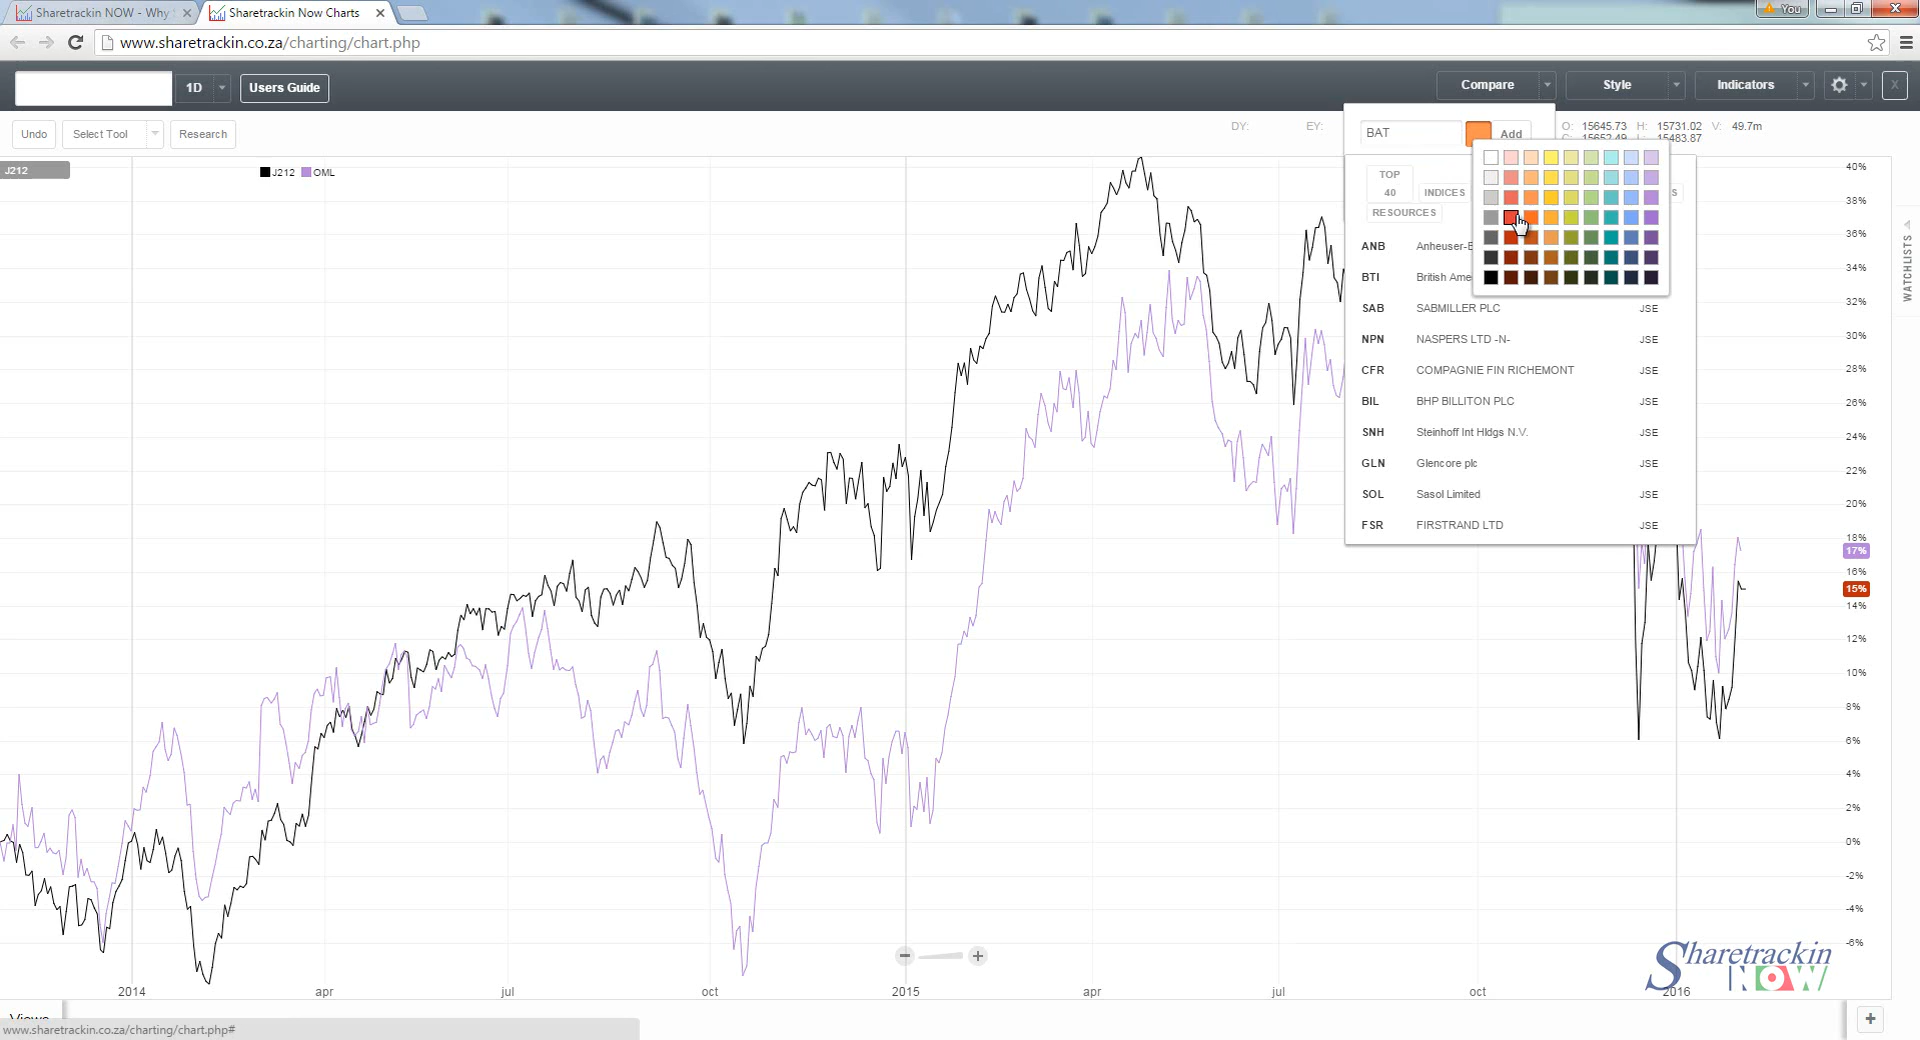 Sharetrackin NOW - Why
Sharetrackin Now Charts
You
www.sharetrackin.co.za/charting/chart.php
1D
Users Guide
Compare
Style
Indicators
X
Undo
Select Tool
Research
DY:
EY:
BAT
Add
O: 15645.73 H: 15731.02 V: 49.7m
C: 15652.49 L: 15483.87
J212
J212 OML
TOP
40
INDICES
S
RESOURCES
ANB Anheuser-B
BTI British Ame
SAB SABMILLER PLC JSE
NPN NASPERS LTD -N- JSE
CFR COMPAGNIE FIN RICHEMONT JSE
BIL BHP BILLITON PLC JSE
SNH Steinhoff Int Hldgs N.V. JSE
GLN Glencore plc JSE
SOL Sasol Limited JSE
FSR FIRSTRAND LTD JSE
WATCHLISTS
40%
38%
36%
34%
32%
30%
28%
26%
24%
22%
20%
18%
17%
16%
15%
14%
12%
10%
8%
6%
4%
2%
0%
-2%
-4%
-6%
2014 apr jul oct 2015 apr jul oct 2016
Sharetrackin
NOW
Views
www.sharetrackin.co.za/charting/chart.php#